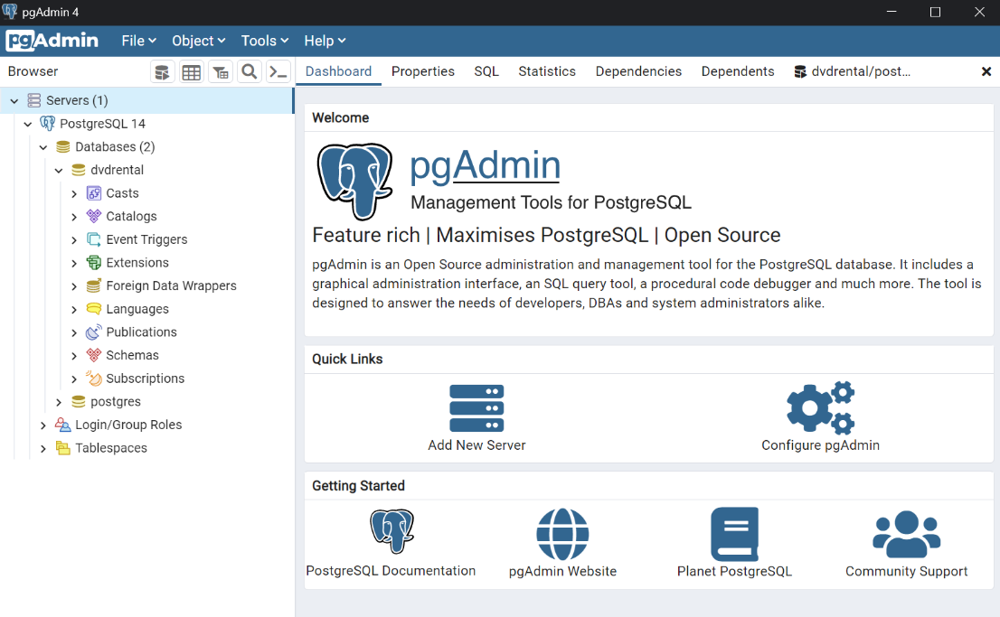 pgAdmin 4
pgAdmin File Object Tools Help
Browser
Dashboard Properties SQL Statistics Dependencies Dependents dvdrental/post...
Servers (1)
PostgreSQL 14
Databases (2)
dvdrental
Casts
Catalogs
Event Triggers
Extensions
Foreign Data Wrappers
Languages
Publications
Schemas
Subscriptions
postgres
Login/Group Roles
Tablespaces
Welcome
pgAdmin
Management Tools for PostgreSQL
Feature rich | Maximises PostgreSQL | Open Source
pgAdmin is an Open Source administration and management tool for the PostgreSQL database. It includes a
graphical administration interface, an SQL query tool, a procedural code debugger and much more. The tool is
designed to answer the needs of developers, DBAs and system administrators alike.
Quick Links
Add New Server
Configure pgAdmin
Getting Started
PostgreSQL Documentation
pgAdmin Website
Planet PostgreSQL
Community Support